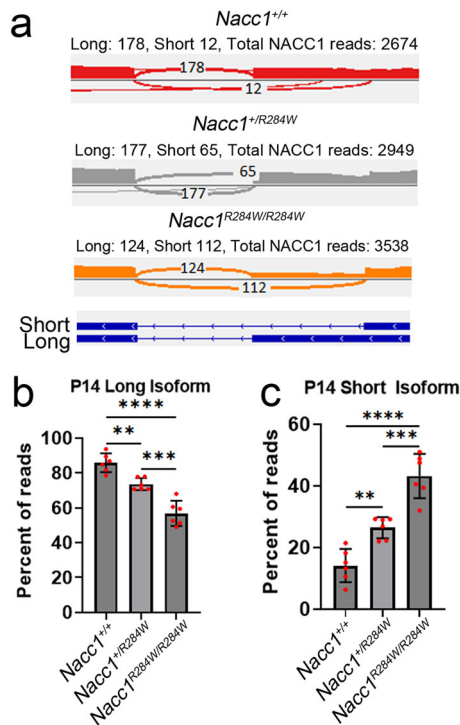 a
Nacc1+/+
Long: 178, Short 12, Total NACC1 reads: 2674
178
12
Nacc1+/R284W
Long: 177, Short 65, Total NACC1 reads: 2949
65
177
Nacc1R284W/R284W
Long: 124, Short 112, Total NACC1 reads: 3538
124
112
Short
Long
b
P14 Long Isoform
****
**
***
Percent of reads
100
80
60
40
20
0
Nacc1+/+
Nacc1+/R284W
Nacc1R284W/R284W
c
P14 Short Isoform
****
***
**
Percent of reads
60
40
20
0
Nacc1+/+
Nacc1+/R284W
Nacc1R284W/R284W